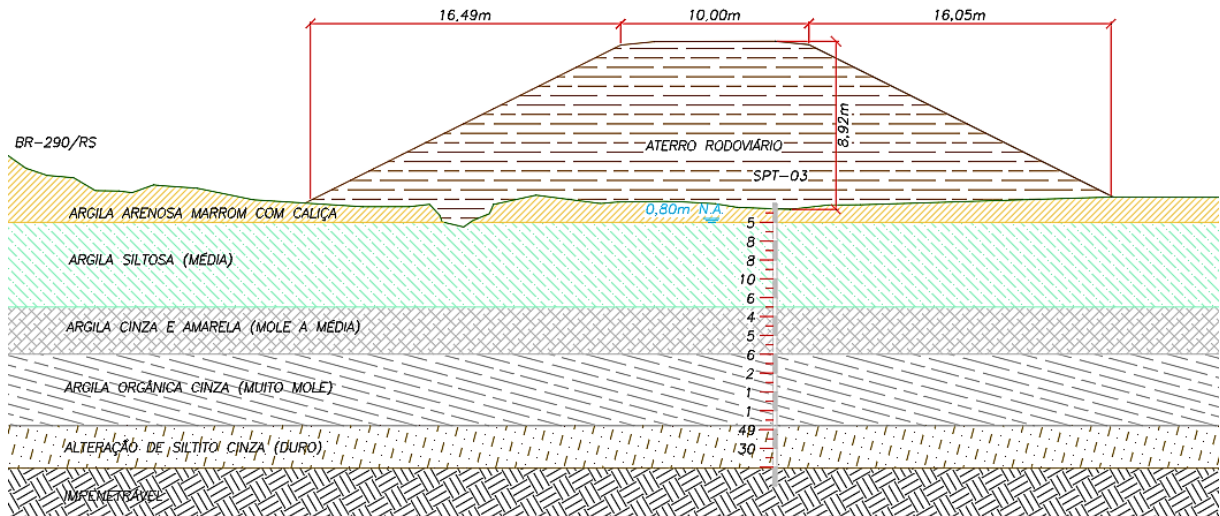 16,49m 10,00m 16,05m
BR-290/RS
8,92m
ATERRO RODOVIÁRIO
SPT-03
ARGILA ARENOSA MARROM COM CALIÇA
0,80m N.A.
5
8
ARGILA SILTOSA (MÉDIA)
8
10
6
4
ARGILA CINZA E AMARELA (MOLE A MÉDIA)
5
6
2
ARGILA ORGÂNICA CINZA (MUITO MOLE)
1
1
49
ALTERAÇÃO DE SILTITO CINZA (DURO)
30
IMPENETRÁVEL